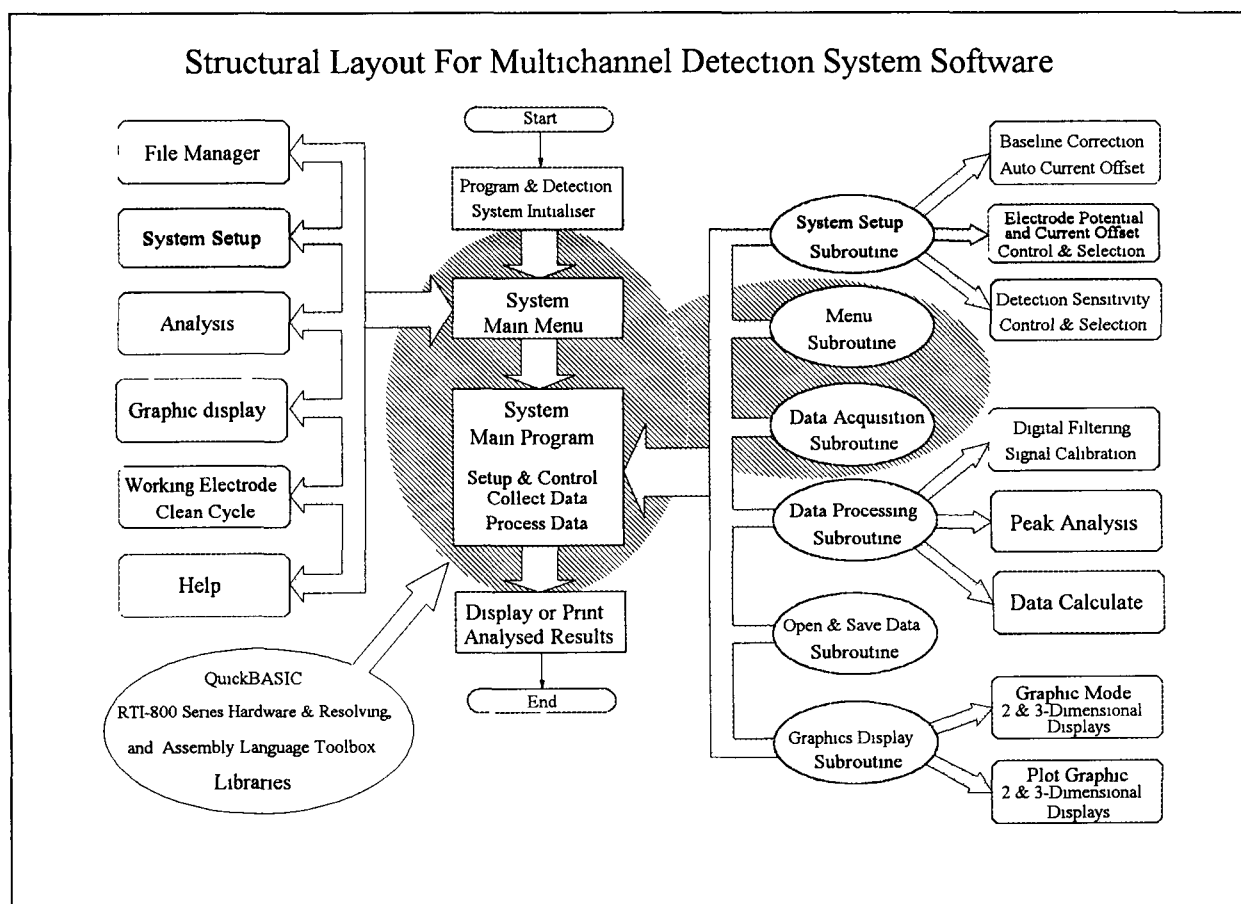 Structural Layout For Multichannel Detection System Software
File Manager
System Setup
Analysis
Graphic display
Working Electrode
Clean Cycle
Help
QuickBASIC
RTI-800 Series Hardware & Resolving,
and Assembly Language Toolbox
Libraries
Start
Program & Detection
System Initialiser
System
Main Menu
System
Main Program
Setup & Control
Collect Data
Process Data
Display or Print
Analysed Results
End
System Setup
Subroutine
Menu
Subroutine
Data Acquisition
Subroutine
Data Processing
Subroutine
Open & Save Data
Subroutine
Graphics Display
Subroutine
Baseline Correction
Auto Current Offset
Electrode Potential
and Current Offset
Control & Selection
Detection Sensitivity
Control & Selection
Digital Filtering
Signal Calibration
Peak Analysis
Data Calculate
Graphic Mode
2 & 3-Dimensional
Displays
Plot Graphic
2 & 3-Dimensional
Displays